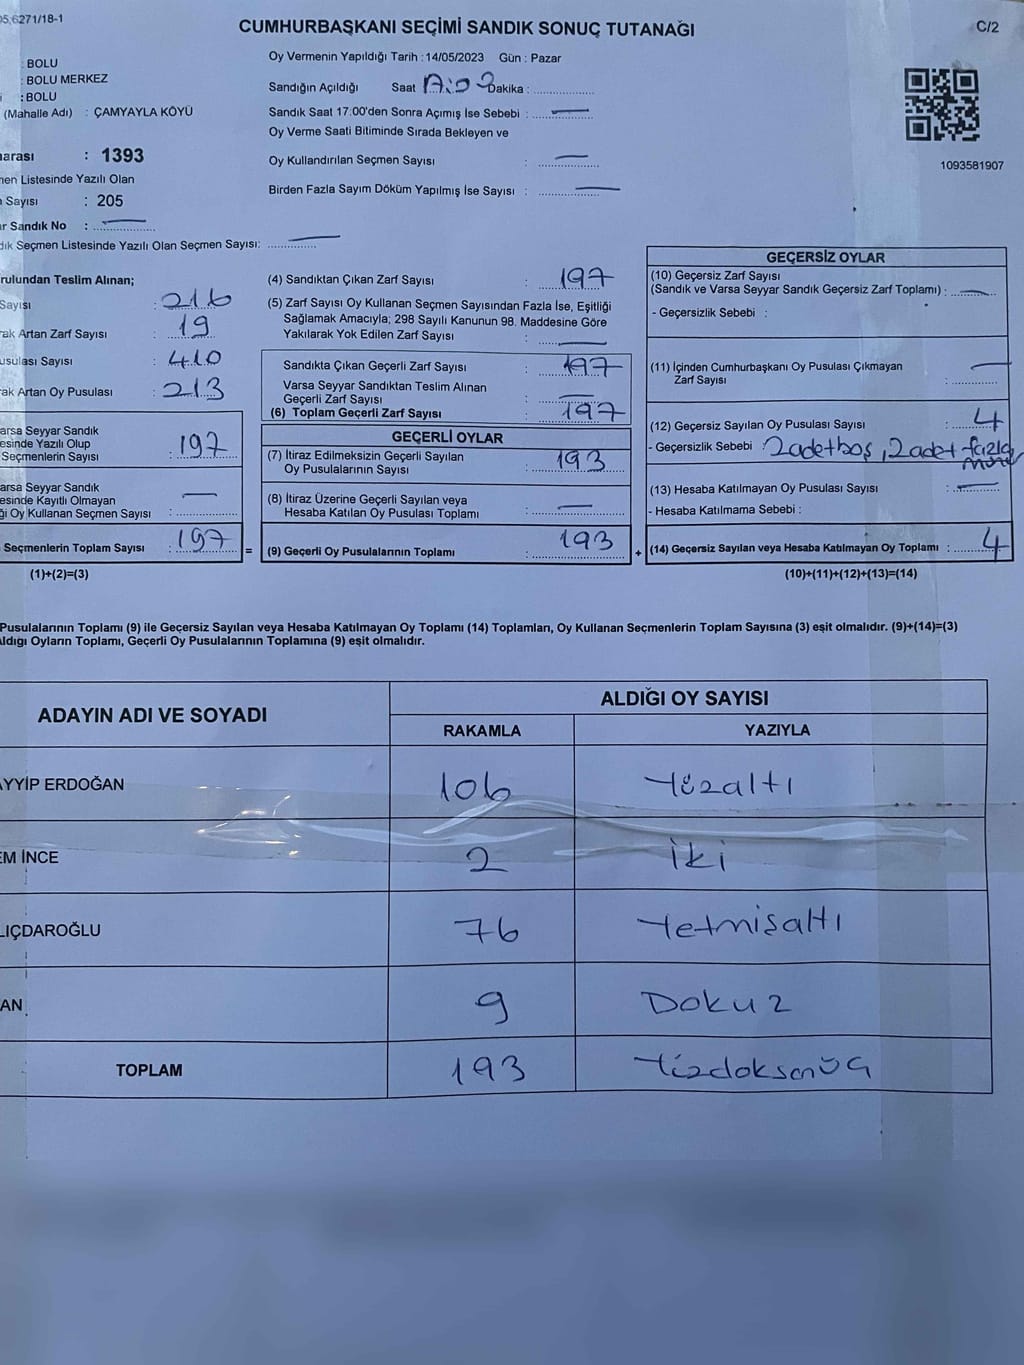 05.6271/18-1
CUMHURBAŞKANI SEÇİMİ SANDIK SONUÇ TUTANAĞI
C/2
: BOLU
: BOLU MERKEZ
: BOLU
(Mahalle Adı) : ÇAMYAYLA KÖYÜ
Oy Vermenin Yapıldığı Tarih : 14/05/2023 Gün : Pazar
Sandığın Açıldığı Saat Dakika :
Sandık Saat 17:00'den Sonra Açımış İse Sebebi :
Oy Verme Saati Bitiminde Sırada Bekleyen ve
Oy Kullandırılan Seçmen Sayısı :
Birden Fazla Sayım Döküm Yapılmış İse Sayısı :
1093581907
arası : 1393
nen Listesinde Yazılı Olan
Sayısı : 205
ar Sandık No :
dık Seçmen Listesinde Yazılı Olan Seçmen Sayısı:
rulundan Teslim Alınan;
Sayısı : 216
rak Artan Zarf Sayısı : 19
usulası Sayısı : 410
rak Artan Oy Pusulası : 213
arsa Seyyar Sandık
esinde Yazılı Olup
Seçmenlerin Sayısı : 197
arsa Seyyar Sandık
esinde Kayıtlı Olmayan
ği Oy Kullanan Seçmen Sayısı : —
Seçmenlerin Toplam Sayısı : 197 =
(1)+(2)=(3)
(4) Sandıktan Çıkan Zarf Sayısı : 197
(5) Zarf Sayısı Oy Kullanan Seçmen Sayısından Fazla İse, Eşitliği
Sağlamak Amacıyla; 298 Sayılı Kanunun 98. Maddesine Göre
Yakılarak Yok Edilen Zarf Sayısı : —
Sandıkta Çıkan Geçerli Zarf Sayısı : 197
Varsa Seyyar Sandıktan Teslim Alınan
Geçerli Zarf Sayısı : —
(6) Toplam Geçerli Zarf Sayısı : 197
GEÇERLİ OYLAR
(7) İtiraz Edilmeksizin Geçerli Sayılan
Oy Pusulalarının Sayısı : 193
(8) İtiraz Üzerine Geçerli Sayılan veya
Hesaba Katılan Oy Pusulası Toplamı : —
(9) Geçerli Oy Pusulalarının Toplamı : 193 +
GEÇERSİZ OYLAR
(10) Geçersiz Zarf Sayısı
(Sandık ve Varsa Seyyar Sandık Geçersiz Zarf Toplamı) : —
- Geçersizlik Sebebi :
(11) İçinden Cumhurbaşkanı Oy Pusulası Çıkmayan
Zarf Sayısı : —
(12) Geçersiz Sayılan Oy Pusulası Sayısı : 4
- Geçersizlik Sebebi : 2 adet boş, 2 adet fazla
(13) Hesaba Katılmayan Oy Pusulası Sayısı : —
- Hesaba Katılmama Sebebi :
(14) Geçersiz Sayılan veya Hesaba Katılmayan Oy Toplamı : 4
(10)+(11)+(12)+(13)=(14)
Pusulalarının Toplamı (9) ile Geçersiz Sayılan veya Hesaba Katılmayan Oy Toplamı (14) Toplamları, Oy Kullanan Seçmenlerin Toplam Sayısına (3) eşit olmalıdır. (9)+(14)=(3)
ldığı Oyların Toplamı, Geçerli Oy Pusulalarının Toplamına (9) eşit olmalıdır.
ADAYIN ADI VE SOYADI
ALDIĞI OY SAYISI
RAKAMLA YAZIYLA
AYYİP ERDOĞAN 106 Yüzaltı
EM İNCE 2 İki
LIÇDAROĞLU 76 Yetmişaltı
AN 9 Dokuz
TOPLAM 193 Yüzdoksanüç